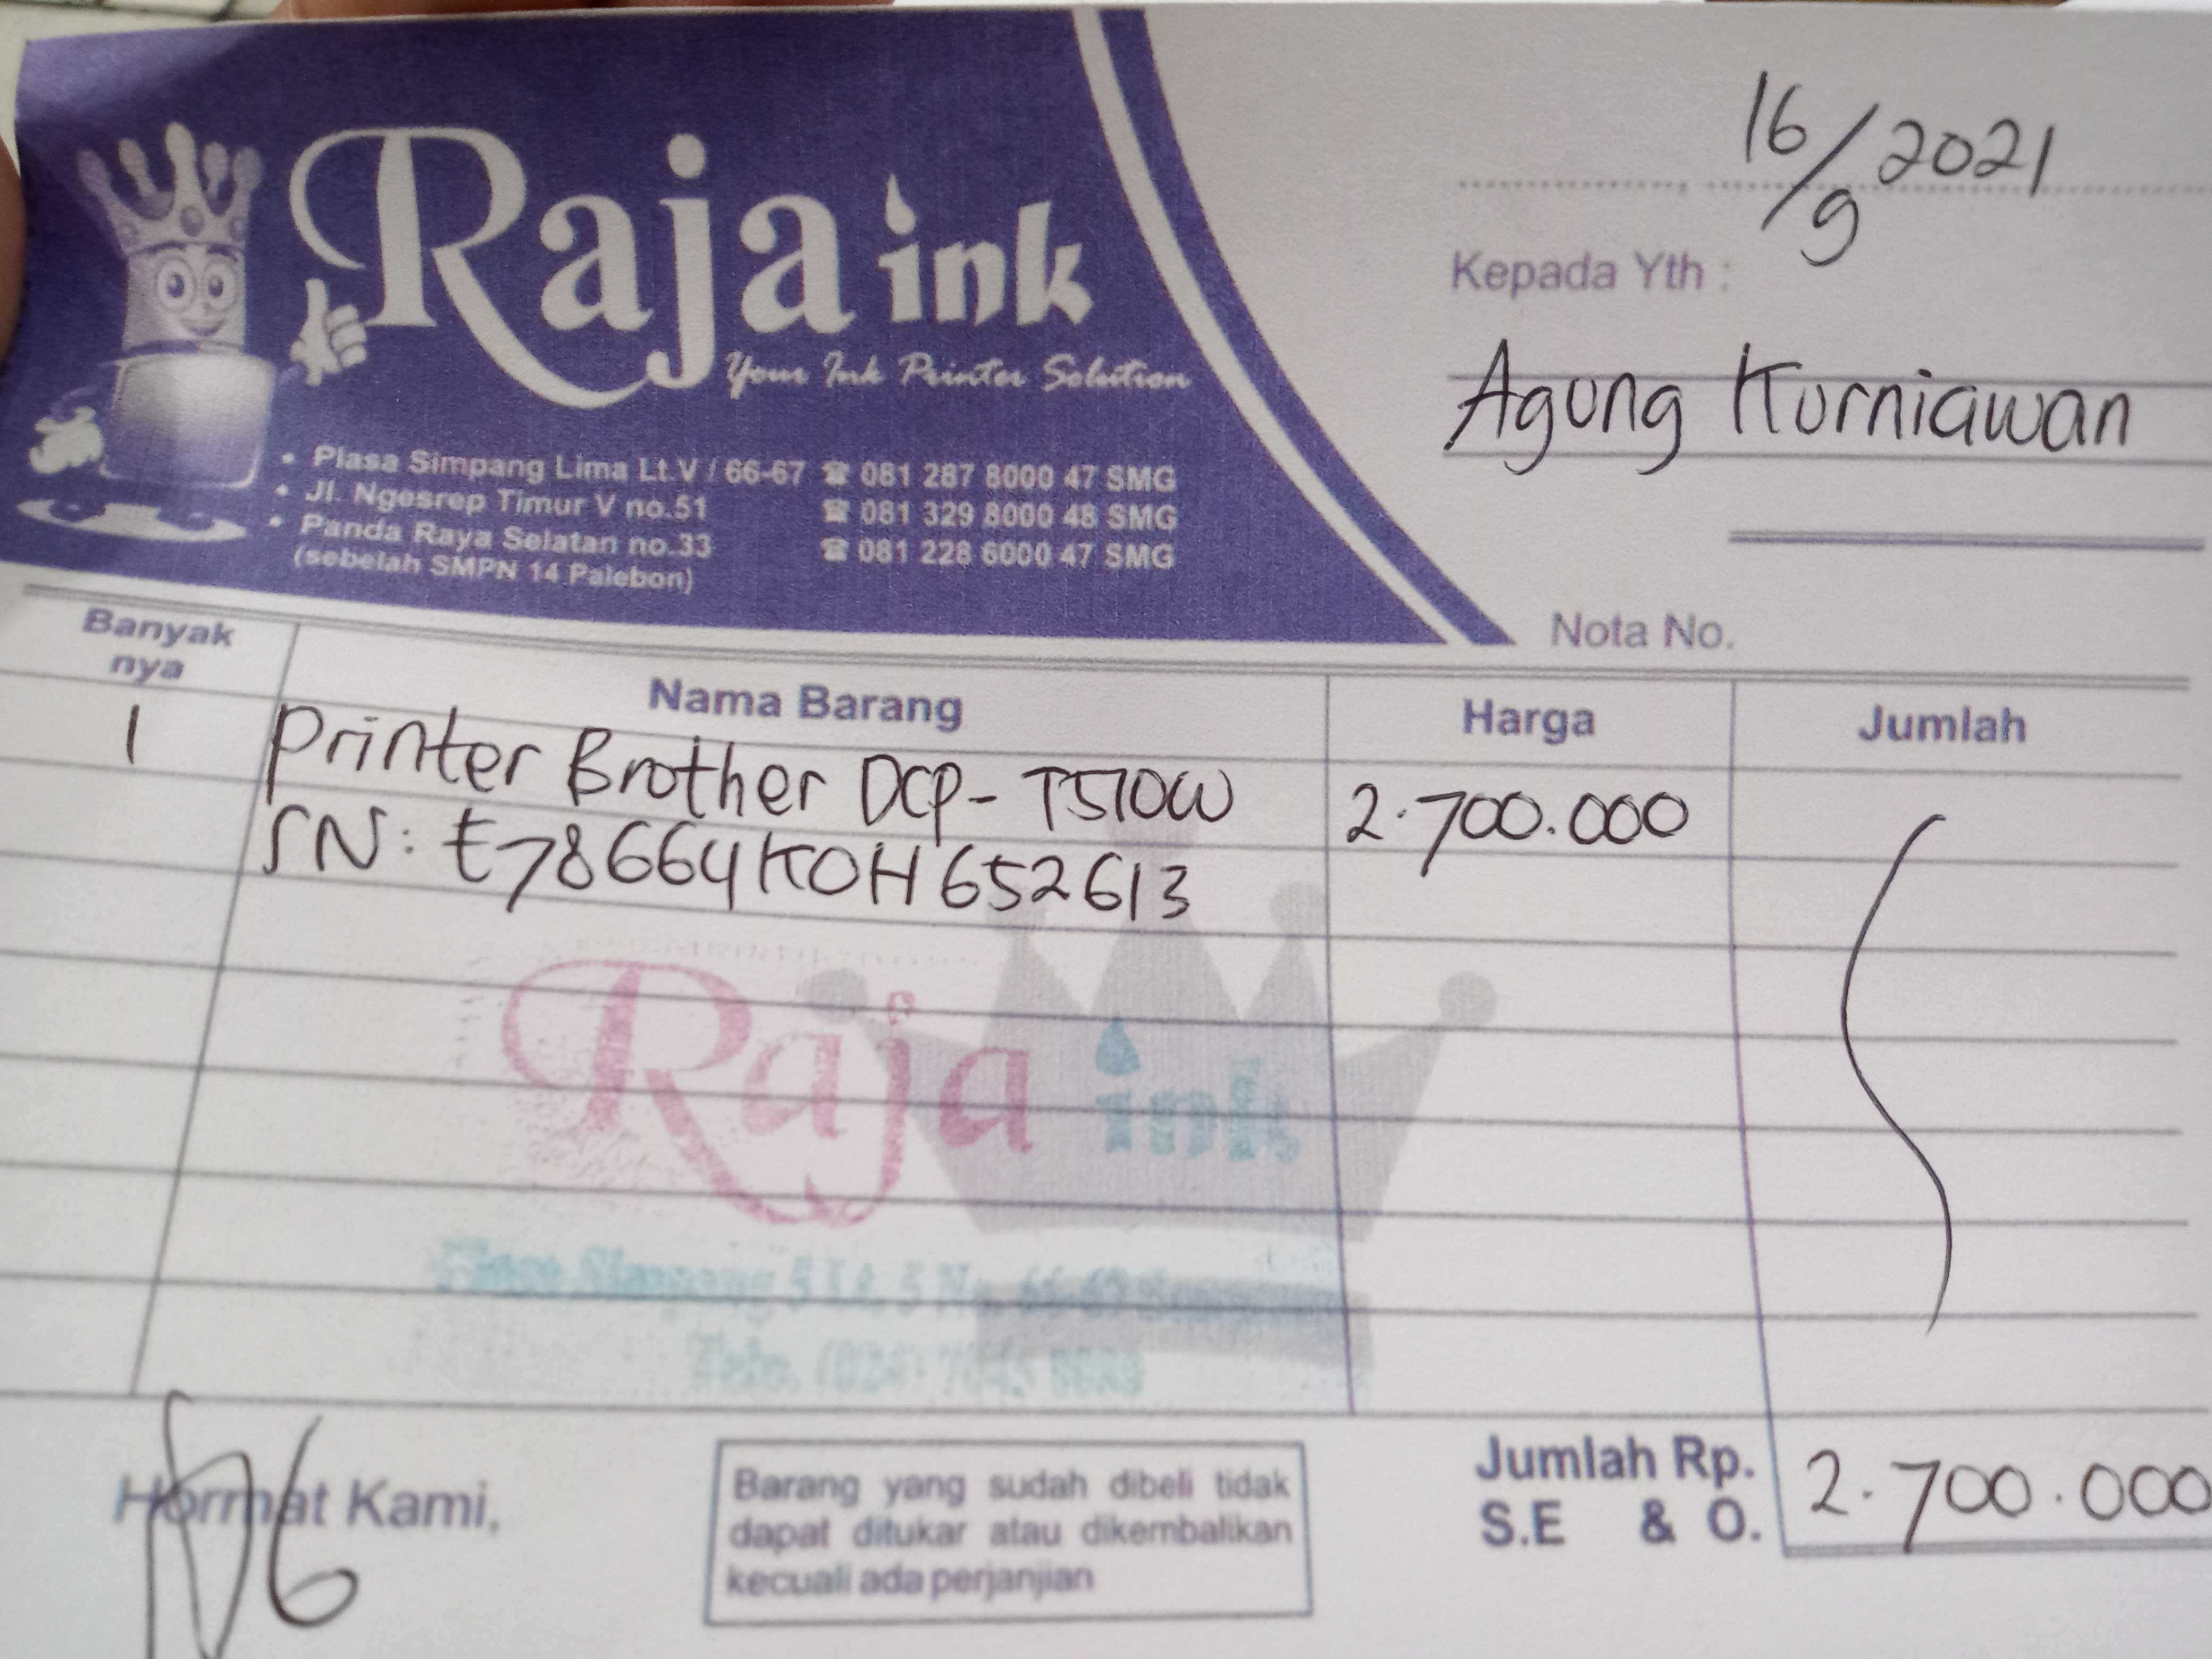 Raja ink
Your Ink Printer Solution
• Plasa Simpang Lima Lt.V / 66-67 ☎ 081 287 8000 47 SMG
• Jl. Ngesrep Timur V no.51 ☎ 081 329 8000 48 SMG
• Panda Raya Selatan no.33 ☎ 081 228 6000 47 SMG
(sebelah SMPN 14 Palebon)
16/9 2021
Kepada Yth :
Agung Kurniawan
Nota No.
Banyak nya Nama Barang Harga Jumlah
1 Printer Brother DCP-T510W 2.700.000
SN: E78664K0H652613
Raja ink
Simpang
Telp. (024)
Hormat Kami,
Barang yang sudah dibeli tidak
dapat ditukar atau dikembalikan
kecuali ada perjanjian
Jumlah Rp. 2.700.000
S.E & O.